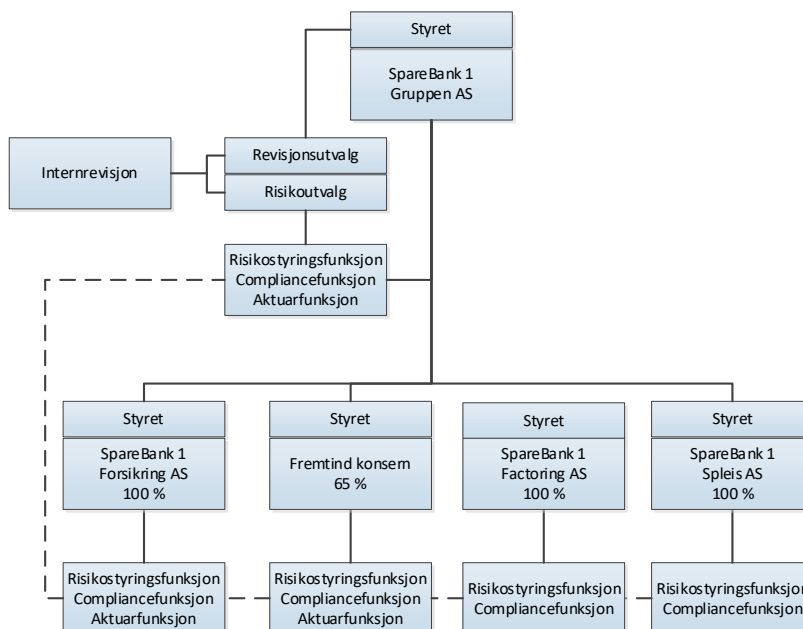 Styret
SpareBank 1
Gruppen AS
Revisjonsutvalg
Internrevisjon
Risikoutvalg
Risikostyringsfunksjon
Compliancefunksjon
Aktuarfunksjon
Styret
SpareBank 1
Forsikring AS
100 %
Styret
Fremtind konsern
65 %
Styret
SpareBank 1
Factoring AS
100 %
Styret
SpareBank 1
Spleis AS
100 %
Risikostyringsfunksjon
Compliancefunksjon
Aktuarfunksjon
Risikostyringsfunksjon
Compliancefunksjon
Aktuarfunksjon
Risikostyringsfunksjon
Compliancefunksjon
Risikostyringsfunksjon
Compliancefunksjon